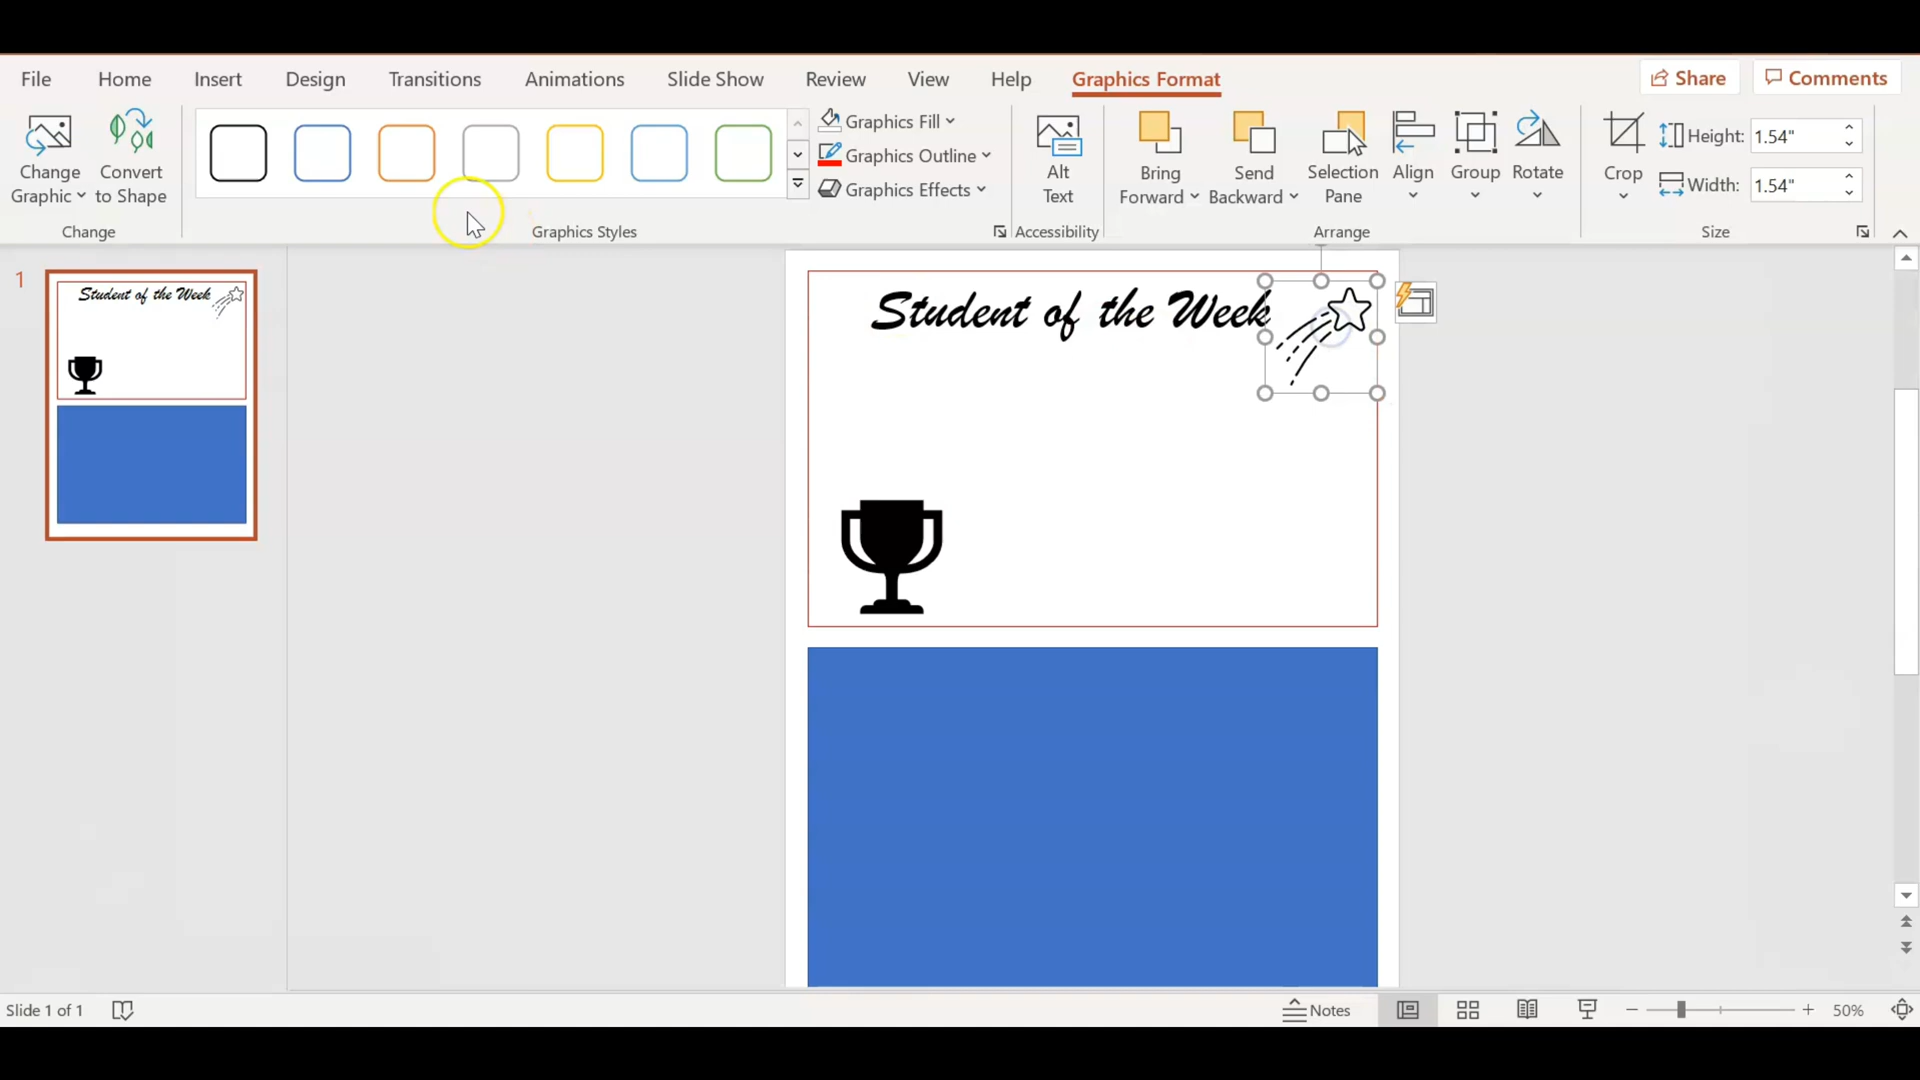 File Home Insert Design Transitions Animations Slide Show Review View Help Graphics Format Share Comments
Change Graphic
Convert to Shape
Change
Graphics Fill
Graphics Outline
Graphics Effects
Graphics Styles
Alt Text
Accessibility
Bring Forward
Send Backward
Selection Pane
Align
Group
Rotate
Arrange
Crop
Height: 1.54"
Width: 1.54"
Size
1
Student of the Week
Student of the Week
Slide 1 of 1
Notes
50%